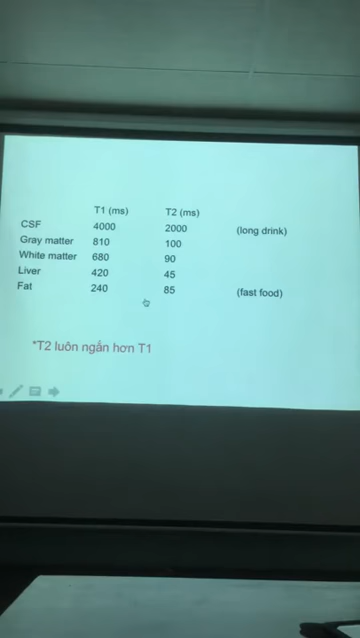 T1 (ms) T2 (ms)
CSF 4000 2000 (long drink)
Gray matter 810 100
White matter 680 90
Liver 420 45
Fat 240 85 (fast food)
*T2 luôn ngắn hơn T1